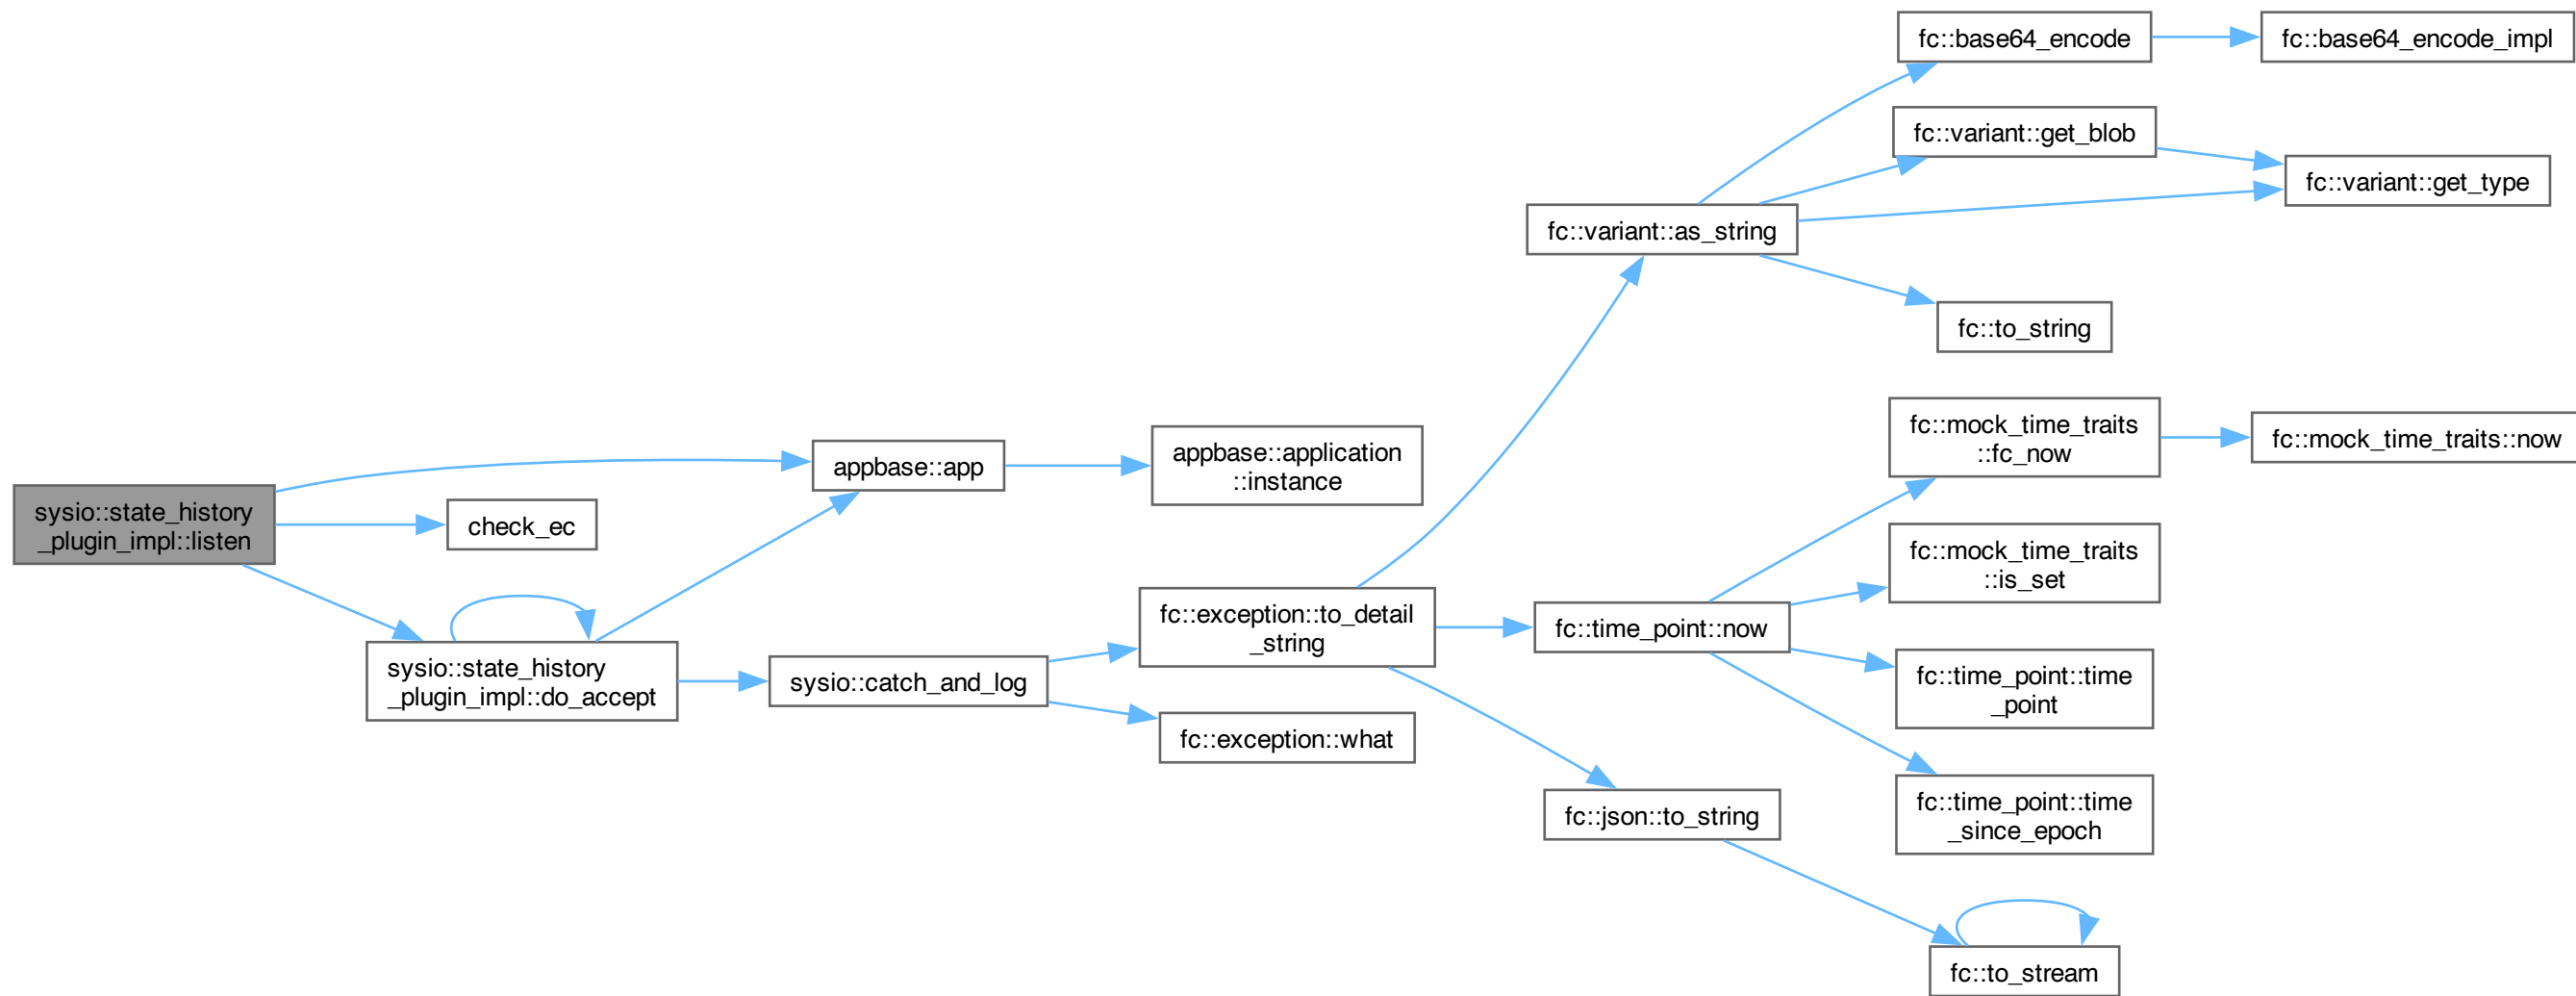 sysio::state_history
_plugin_impl::listen
appbase::app
appbase::application
::instance
check_ec
sysio::state_history
_plugin_impl::do_accept
sysio::catch_and_log
fc::exception::to_detail
_string
fc::exception::what
fc::variant::as_string
fc::base64_encode
fc::base64_encode_impl
fc::variant::get_blob
fc::variant::get_type
fc::to_string
fc::time_point::now
fc::mock_time_traits
::fc_now
fc::mock_time_traits::now
fc::mock_time_traits
::is_set
fc::time_point::time
_point
fc::time_point::time
_since_epoch
fc::json::to_string
fc::to_stream